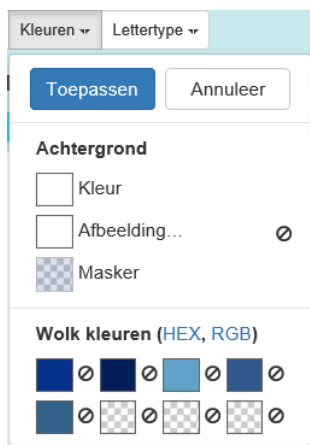 Kleuren Lettertype
Toepassen Annuleer
Achtergrond
Kleur
Afbeelding...
Masker
Wolk kleuren (HEX, RGB)